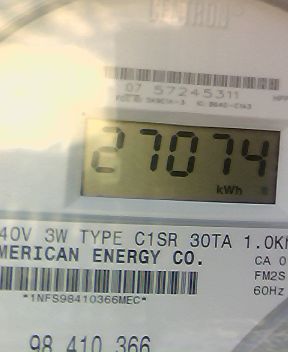 07 57245311
27074
kWh
40V 3W TYPE C1SR 30TA 1.0K
MERICAN ENERGY CO.
CA 0
FM2S
60Hz
*1NFS98410366MEC*
98 410 366